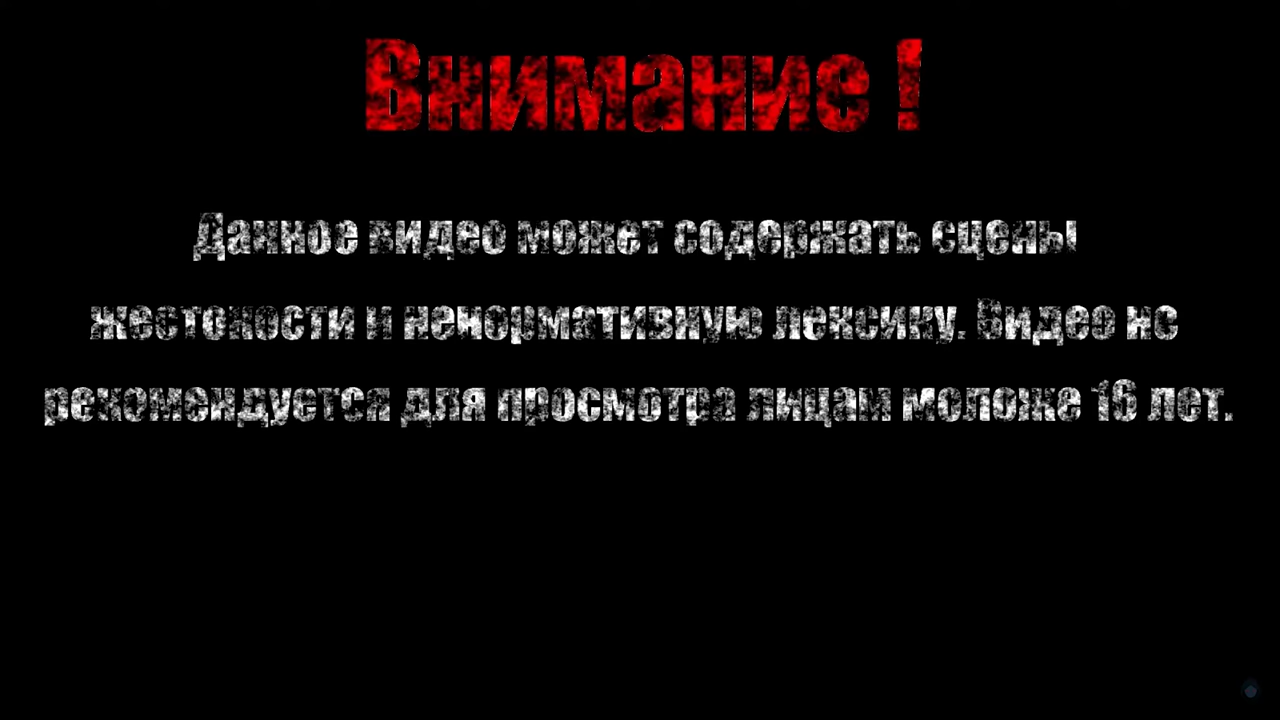 Внимание !
Данное видео может содержать сцены
жестокости и ненормативную лексику. Видео не
рекомендуется для просмотра лицам моложе 16 лет.